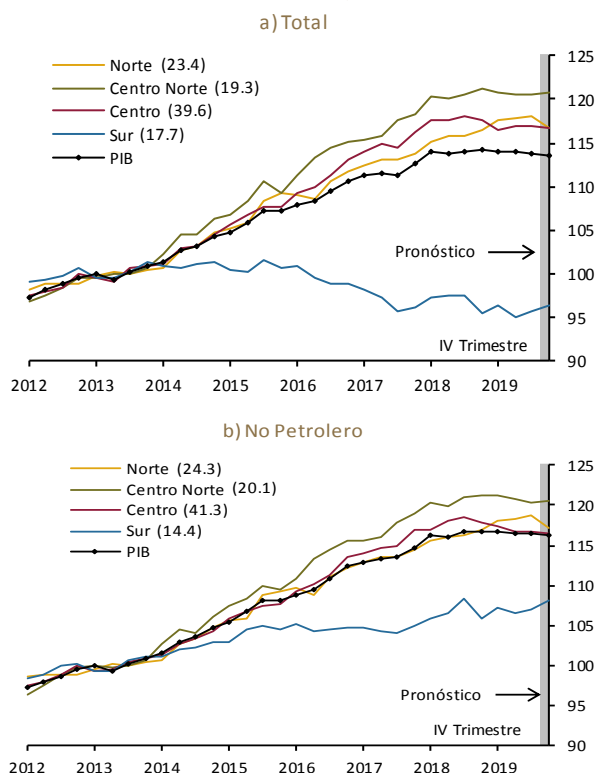 a) Total
Norte (23.4)
Centro Norte (19.3)
Centro (39.6)
Sur (17.7)
PIB
125
120
115
110
105
100
95
90
Pronóstico
IV Trimestre
2012 2013 2014 2015 2016 2017 2018 2019
b) No Petrolero
Norte (24.3)
Centro Norte (20.1)
Centro (41.3)
Sur (14.4)
PIB
125
120
115
110
105
100
95
90
Pronóstico
IV Trimestre
2012 2013 2014 2015 2016 2017 2018 2019